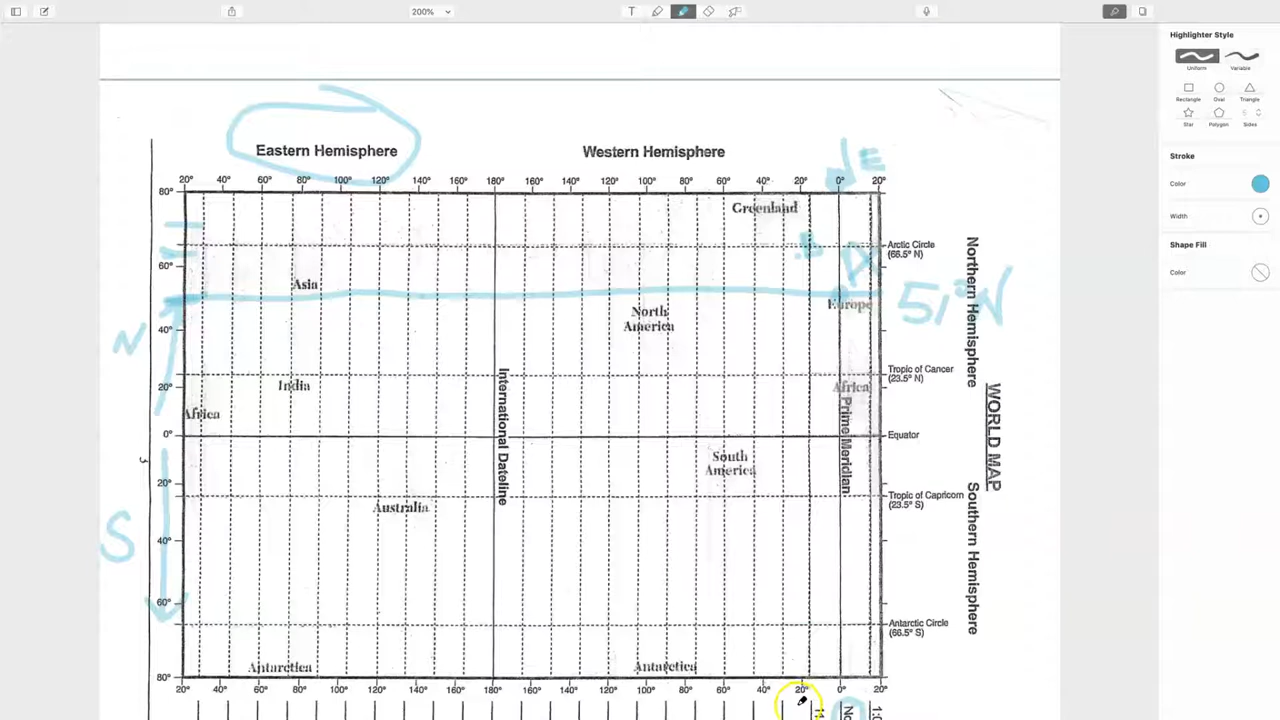 200%
T
Highlighter Style
Uniform
Variable
Rectangle
Oval
Triangle
Star
Polygon
5
Sides
Stroke
Color
Width
Shape Fill
Color
Eastern Hemisphere
Western Hemisphere
E
20° 40° 60° 80° 100° 120° 140° 160° 180° 160° 140° 120° 100° 80° 60° 40° 20° 0° 20°
80°
Greenland
Arctic Circle
(66.5° N)
60°
Asia
51°N
Europe
North
America
N
40°
Tropic of Cancer
(23.5° N)
India
20°
Africa
Africa
0°
Equator
South
America
20°
Tropic of Capricorn
(23.5° S)
Australia
S
40°
60°
Antarctic Circle
(66.5° S)
Antarctica
Antarctica
80°
20° 40° 60° 80° 100° 120° 140° 160° 180° 160° 140° 120° 100° 80° 60° 40° 20° 0° 20°
International Dateline
Prime Meridian
Northern Hemisphere
Southern Hemisphere
WORLD MAP